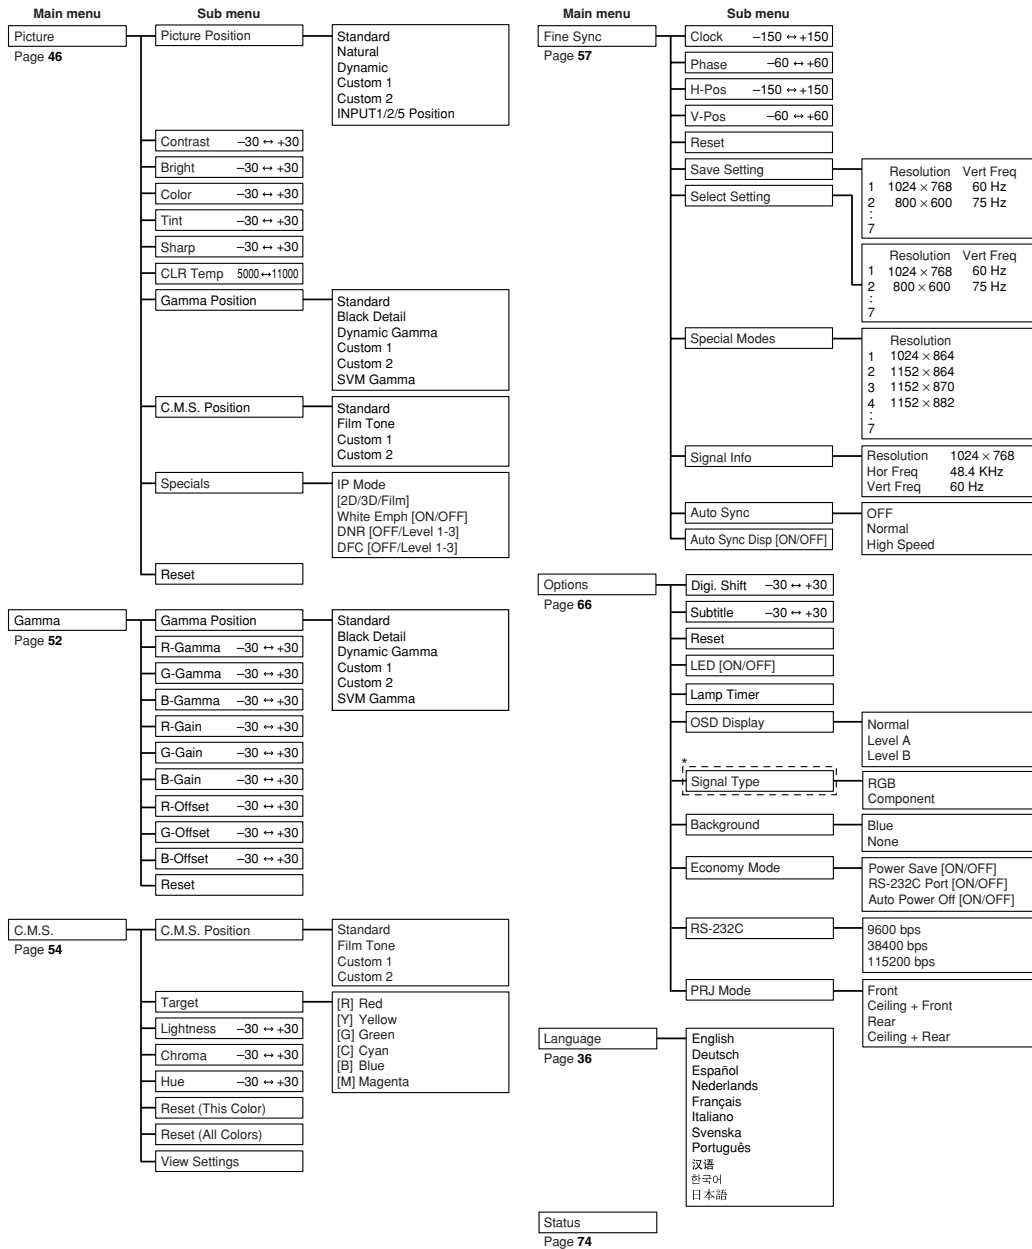 Main menu Sub menu
Picture
Page 46
Picture Position
Standard
Natural
Dynamic
Custom 1
Custom 2
INPUT1/2/5 Position
Contrast –30 ↔ +30
Bright –30 ↔ +30
Color –30 ↔ +30
Tint –30 ↔ +30
Sharp –30 ↔ +30
CLR Temp 5000↔11000
Gamma Position
Standard
Black Detail
Dynamic Gamma
Custom 1
Custom 2
SVM Gamma
C.M.S. Position
Standard
Film Tone
Custom 1
Custom 2
Specials
IP Mode
[2D/3D/Film]
White Emph [ON/OFF]
DNR [OFF/Level 1-3]
DFC [OFF/Level 1-3]
Reset
Gamma
Page 52
Gamma Position
Standard
Black Detail
Dynamic Gamma
Custom 1
Custom 2
SVM Gamma
R-Gamma –30 ↔ +30
G-Gamma –30 ↔ +30
B-Gamma –30 ↔ +30
R-Gain –30 ↔ +30
G-Gain –30 ↔ +30
B-Gain –30 ↔ +30
R-Offset –30 ↔ +30
G-Offset –30 ↔ +30
B-Offset –30 ↔ +30
Reset
C.M.S.
Page 54
C.M.S. Position
Standard
Film Tone
Custom 1
Custom 2
Target
[R] Red
[Y] Yellow
[G] Green
[C] Cyan
[B] Blue
[M] Magenta
Lightness –30 ↔ +30
Chroma –30 ↔ +30
Hue –30 ↔ +30
Reset (This Color)
Reset (All Colors)
View Settings
Main menu Sub menu
Fine Sync
Page 57
Clock –150 ↔ +150
Phase –60 ↔ +60
H-Pos –150 ↔ +150
V-Pos –60 ↔ +60
Reset
Save Setting
Resolution Vert Freq
1 1024 × 768 60 Hz
2 800 × 600 75 Hz
:
7
Select Setting
Resolution Vert Freq
1 1024 × 768 60 Hz
2 800 × 600 75 Hz
:
7
Special Modes
Resolution
1 1024 × 864
2 1152 × 864
3 1152 × 870
4 1152 × 882
:
7
Signal Info
Resolution 1024 × 768
Hor Freq 48.4 KHz
Vert Freq 60 Hz
Auto Sync
OFF
Normal
High Speed
Auto Sync Disp [ON/OFF]
Options
Page 66
Digi. Shift –30 ↔ +30
Subtitle –30 ↔ +30
Reset
LED [ON/OFF]
Lamp Timer
OSD Display
Normal
Level A
Level B
*
Signal Type
RGB
Component
Background
Blue
None
Economy Mode
Power Save [ON/OFF]
RS-232C Port [ON/OFF]
Auto Power Off [ON/OFF]
RS-232C
9600 bps
38400 bps
115200 bps
PRJ Mode
Front
Ceiling + Front
Rear
Ceiling + Rear
Language
Page 36
English
Deutsch
Español
Nederlands
Français
Italiano
Svenska
Português
汉语
한국어
日本語
Status
Page 74